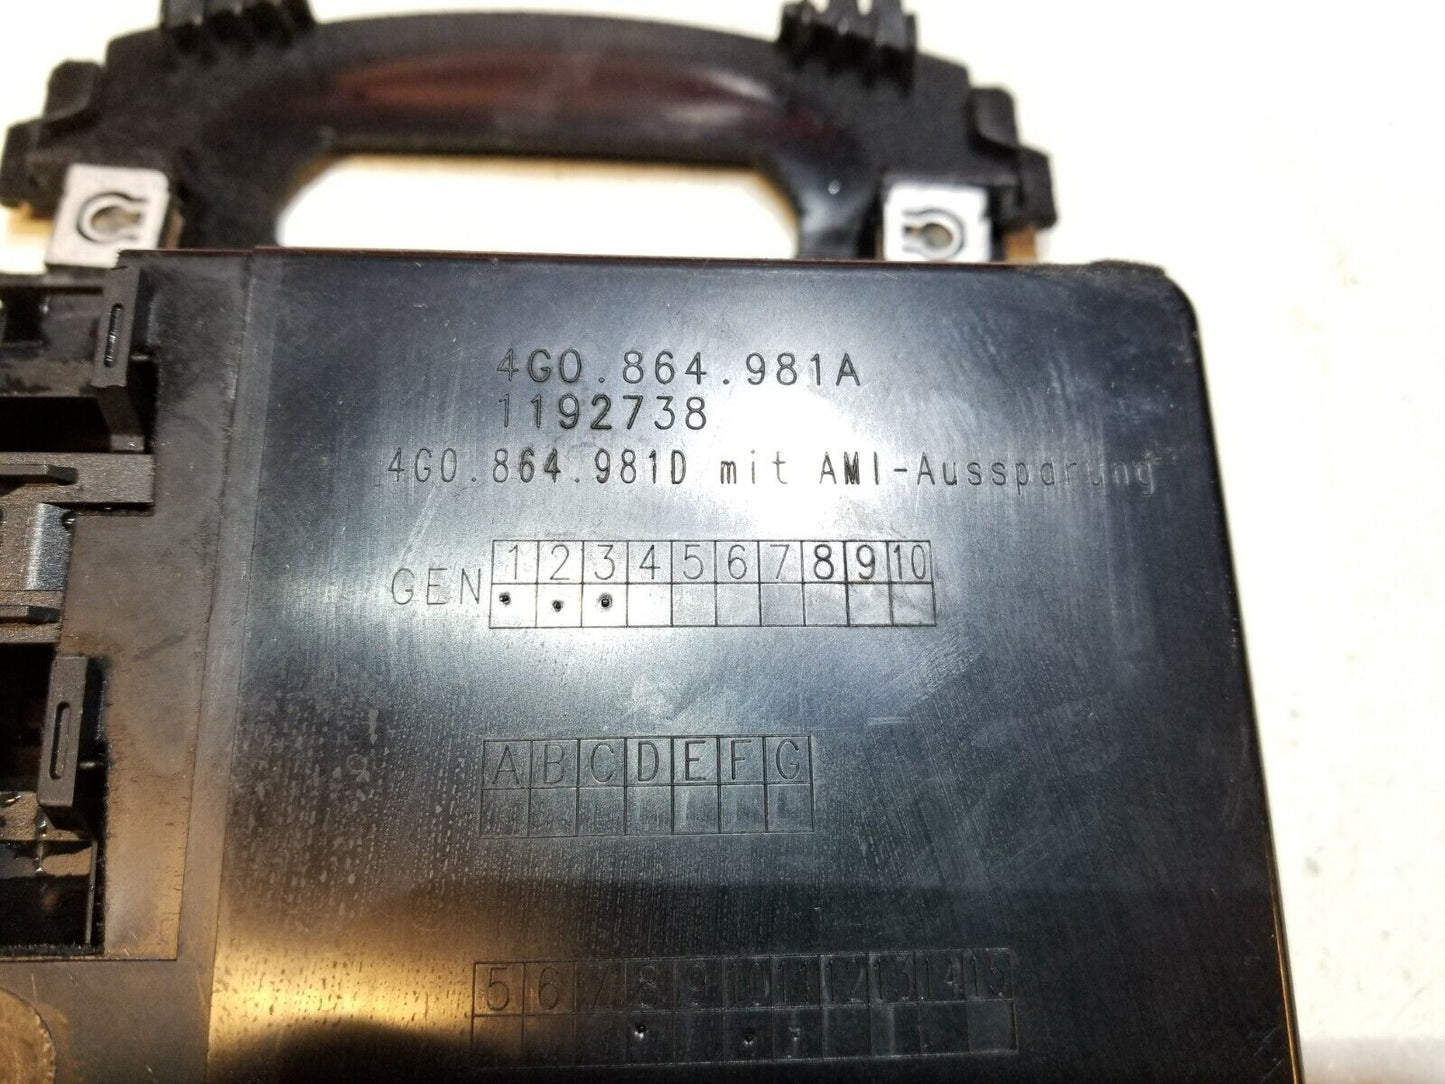 4G0.864.981A
1192738
4G0.864.981D mit AMI-Aussparung
GEN 1 2 3 4 5 6 7 8 9 10
A B C D E F G
5 6 7 8 9 10 11 12 13 14 15